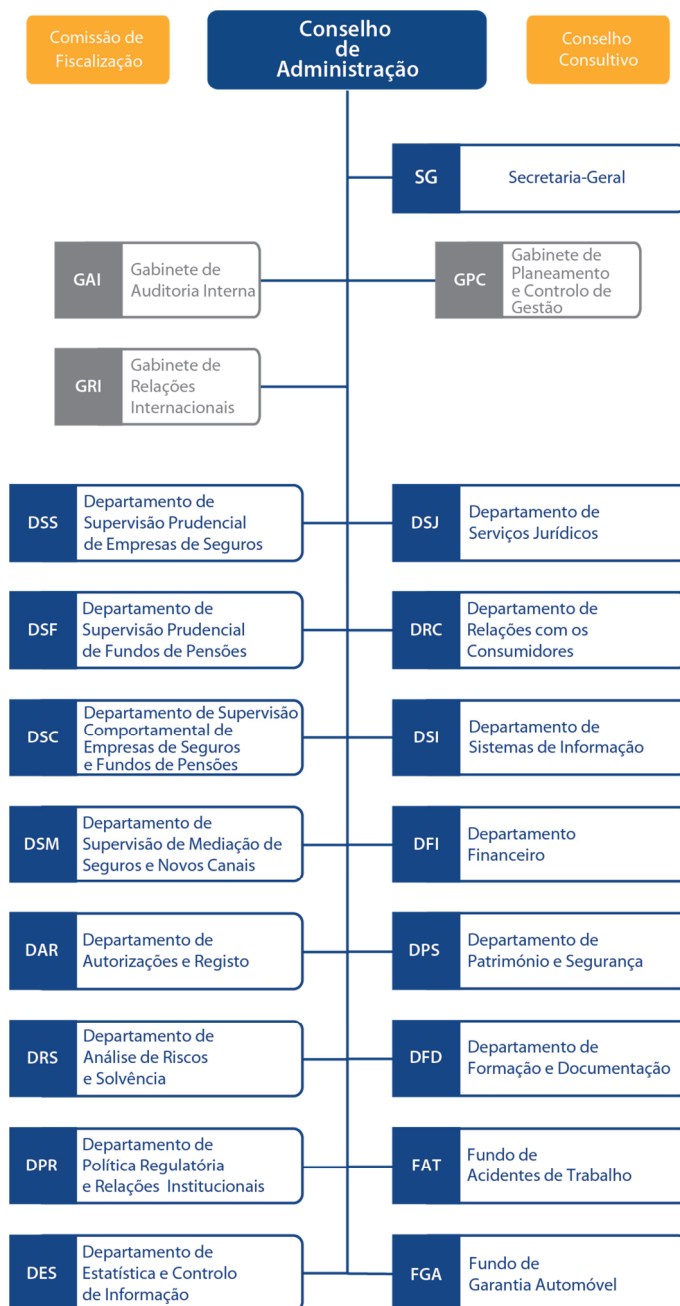 Comissão de
Fiscalização
Conselho
de
Administração
Conselho
Consultivo
SG
Secretaria-Geral
GAI
Gabinete de
Auditoria Interna
GPC
Gabinete de
Planeamento
e Controlo de
Gestão
GRI
Gabinete de
Relações
Internacionais
DSS
Departamento de
Supervisão Prudencial
de Empresas de Seguros
DSJ
Departamento de
Serviços Jurídicos
DSF
Departamento de
Supervisão Prudencial
de Fundos de Pensões
DRC
Departamento de
Relações com os
Consumidores
DSC
Departamento de Supervisão
Comportamental de
Empresas de Seguros
e Fundos de Pensões
DSI
Departamento de
Sistemas de Informação
DSM
Departamento de
Supervisão de Mediação de
Seguros e Novos Canais
DFI
Departamento
Financeiro
DAR
Departamento de
Autorizações e Registo
DPS
Departamento de
Património e Segurança
DRS
Departamento de
Análise de Riscos
e Solvência
DFD
Departamento de
Formação e Documentação
DPR
Departamento de
Política Regulatória
e Relações Institucionais
FAT
Fundo de
Acidentes de Trabalho
DES
Departamento de
Estatística e Controlo
de Informação
FGA
Fundo de
Garantia Automóvel